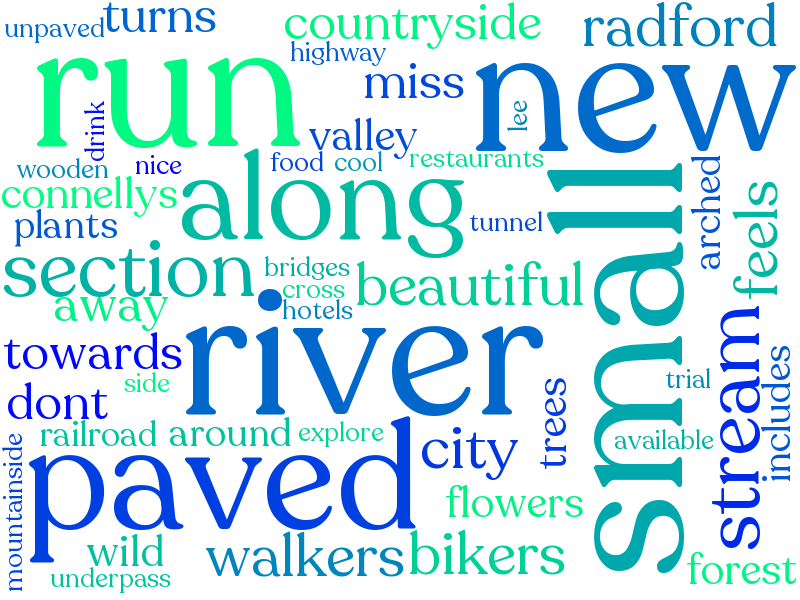 unpaved
turns
countryside
radford
highway
run
miss
new
drink
lee
valley
wooden
nice
food
cool
restaurants
connellys
along
small
arched
feels
plants
tunnel
section
bridges
beautiful
away
cross
hotels
river
towards
side
dont
trees
trial
stream
includes
railroad
around
explore
city
available
mountainside
paved
flowers
wild
walkers
bikers
underpass
forest